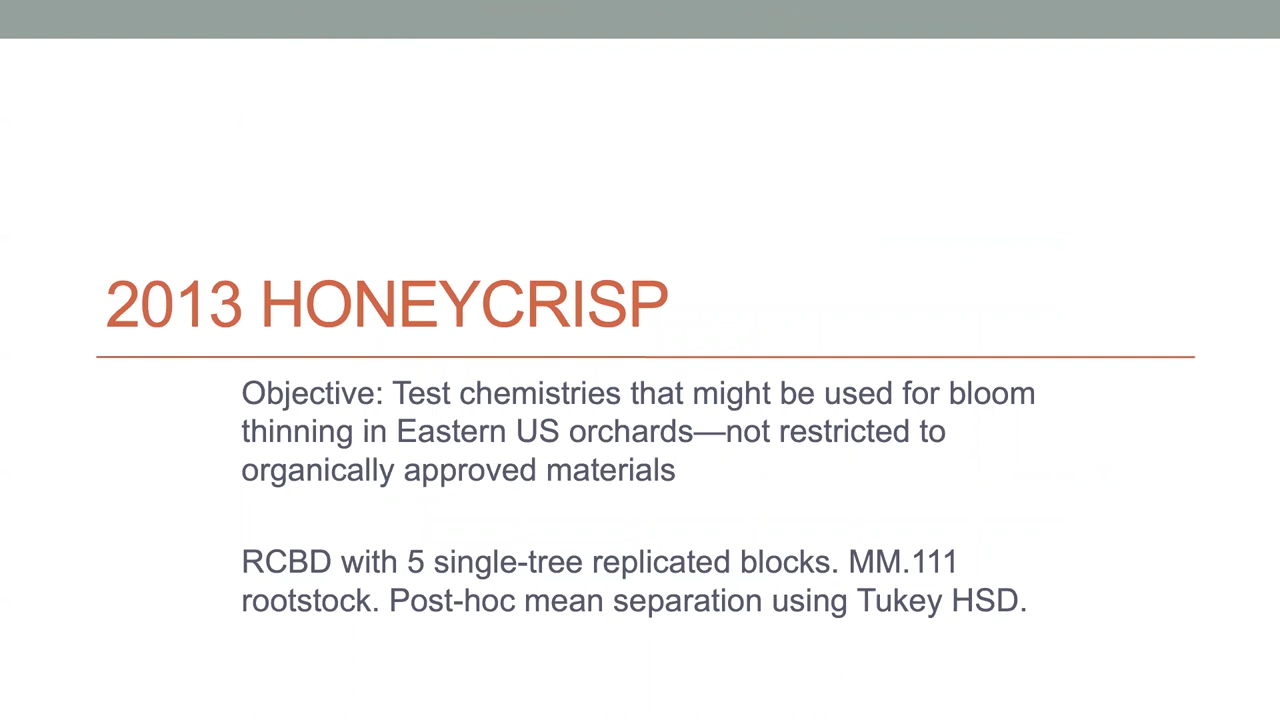 2013 HONEYCRISP
Objective: Test chemistries that might be used for bloom
thinning in Eastern US orchards—not restricted to
organically approved materials
RCBD with 5 single-tree replicated blocks. MM.111
rootstock. Post-hoc mean separation using Tukey HSD.